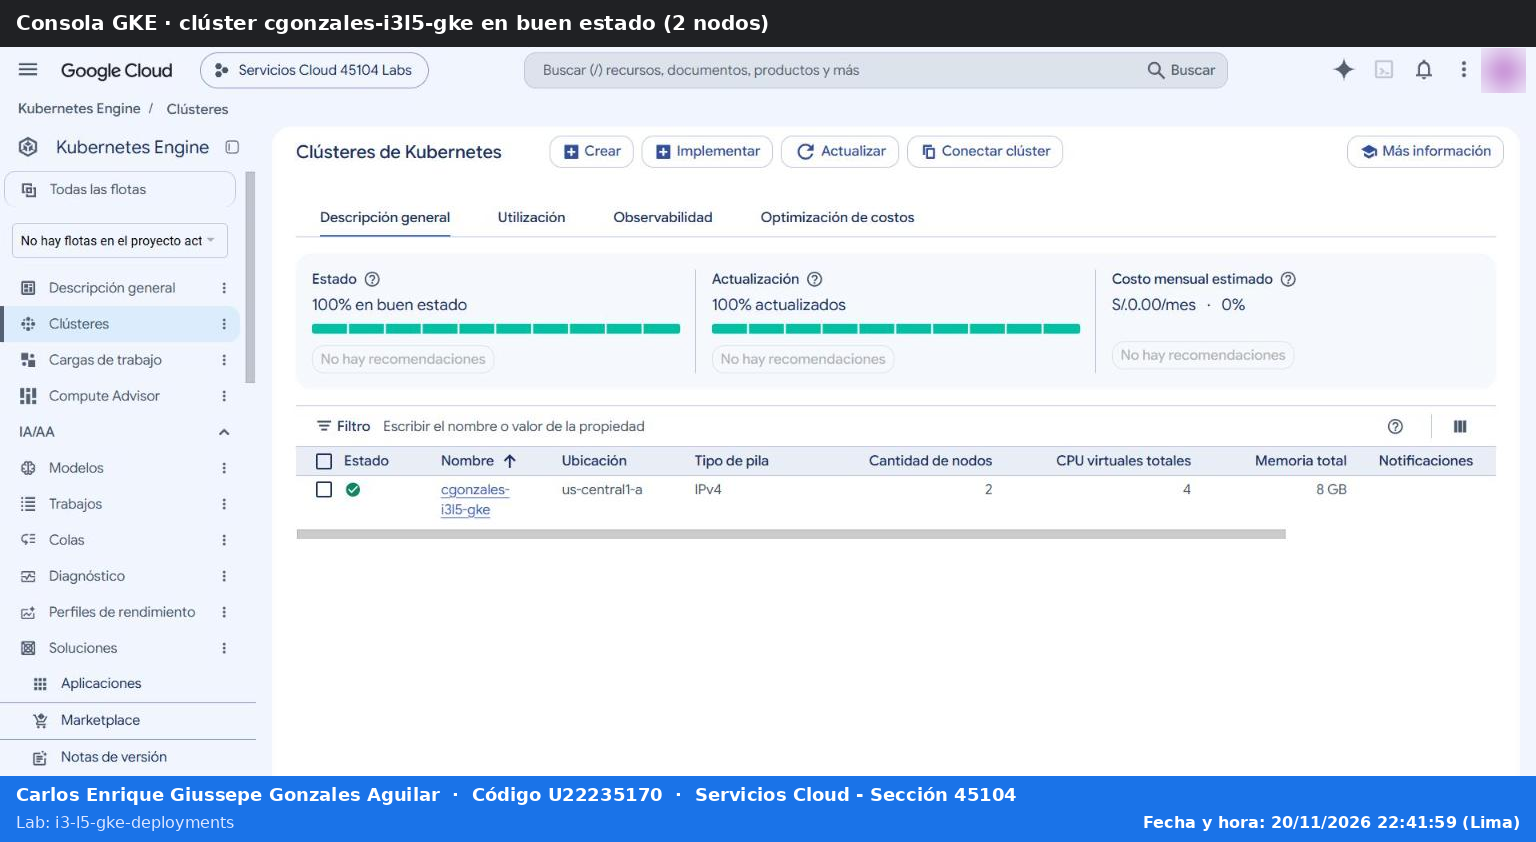 Consola GKE · clúster cgonzales-i3l5-gke en buen estado (2 nodos)
Google Cloud
Servicios Cloud 45104 Labs
Buscar (/) recursos, documentos, productos y más
Buscar
Kubernetes Engine / Clústeres
Kubernetes Engine
Todas las flotas
No hay flotas en el proyecto act
Descripción general
Clústeres
Cargas de trabajo
Compute Advisor
IA/AA
Modelos
Trabajos
Colas
Diagnóstico
Perfiles de rendimiento
Soluciones
Aplicaciones
Marketplace
Notas de versión
Clústeres de Kubernetes
Crear
Implementar
Actualizar
Conectar clúster
Más información
Descripción general
Utilización
Observabilidad
Optimización de costos
Estado
100% en buen estado
No hay recomendaciones
Actualización
100% actualizados
No hay recomendaciones
Costo mensual estimado
S/.0.00/mes · 0%
No hay recomendaciones
Filtro Escribir el nombre o valor de la propiedad
Estado Nombre Ubicación Tipo de pila Cantidad de nodos CPU virtuales totales Memoria total Notificaciones
cgonzales- us-central1-a IPv4 2 4 8 GB
i3l5-gke
Carlos Enrique Giussepe Gonzales Aguilar · Código U22235170 · Servicios Cloud - Sección 45104
Lab: i3-l5-gke-deployments
Fecha y hora: 20/11/2026 22:41:59 (Lima)